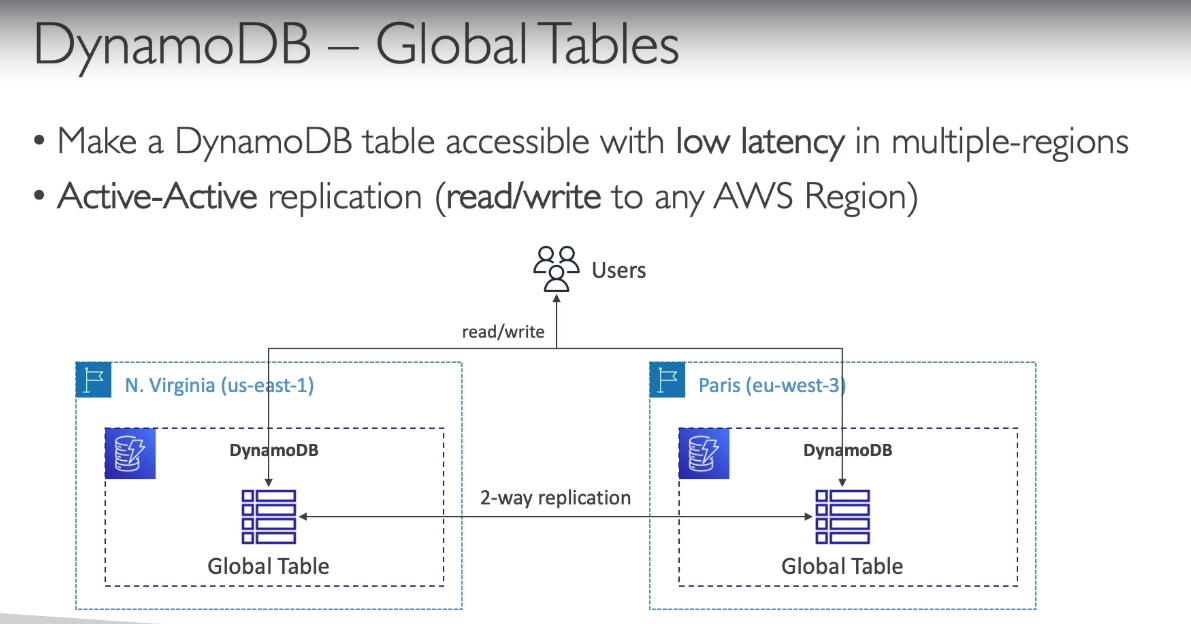 DynamoDB – Global Tables
• Make a DynamoDB table accessible with low latency in multiple-regions
• Active-Active replication (read/write to any AWS Region)
Users
read/write
N. Virginia (us-east-1)
Paris (eu-west-3)
DynamoDB
DynamoDB
2-way replication
Global Table
Global Table